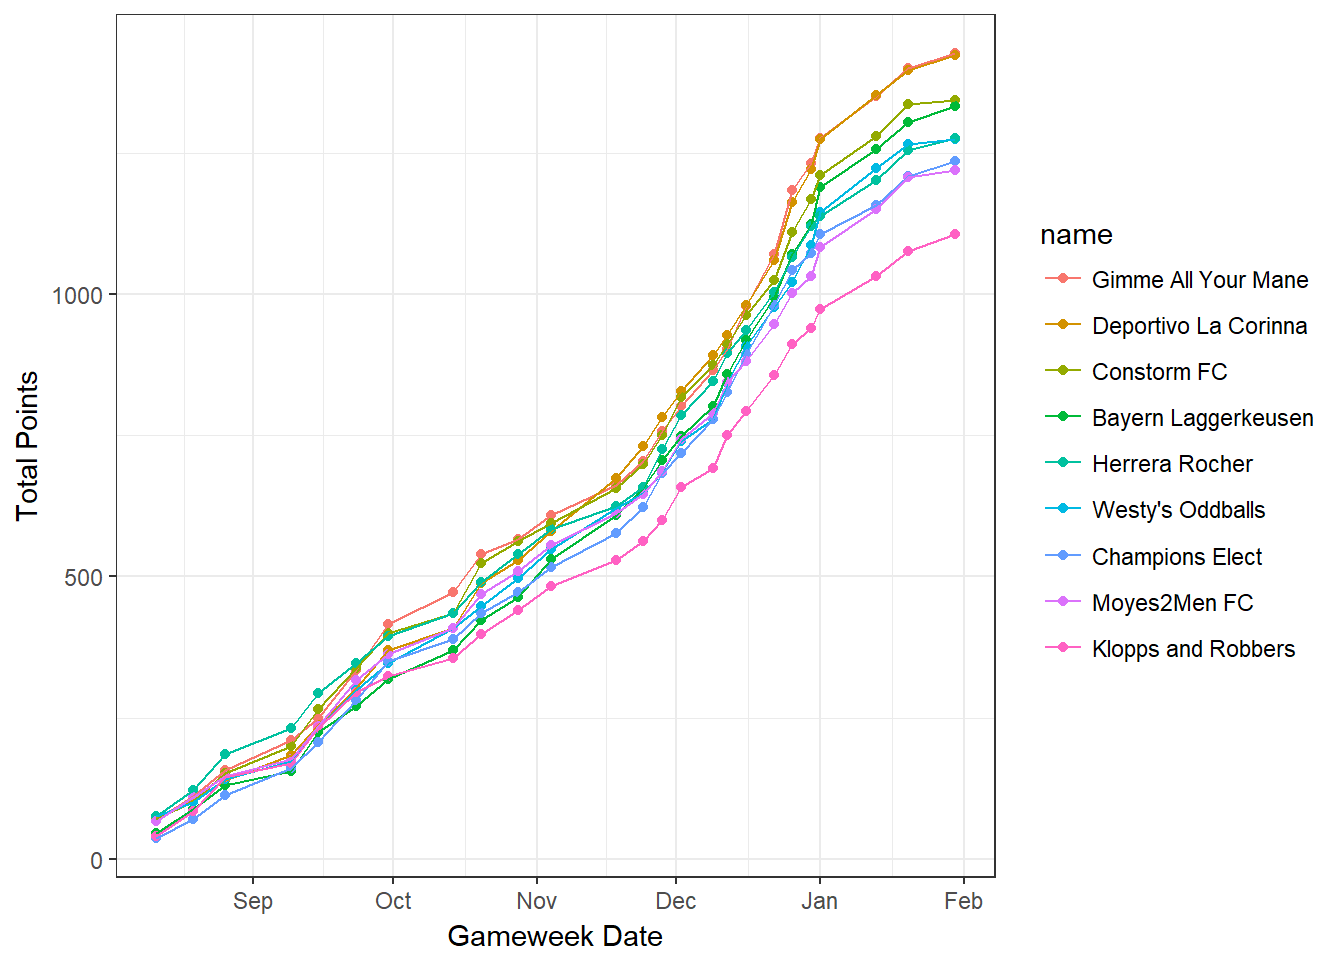 Total Points
1000
500
0
Sep Oct Nov Dec Jan Feb
Gameweek Date
name
Gimme All Your Mane
Deportivo La Corinna
Constorm FC
Bayern Laggerkeusen
Herrera Rocher
Westy's Oddballs
Champions Elect
Moyes2Men FC
Klopps and Robbers